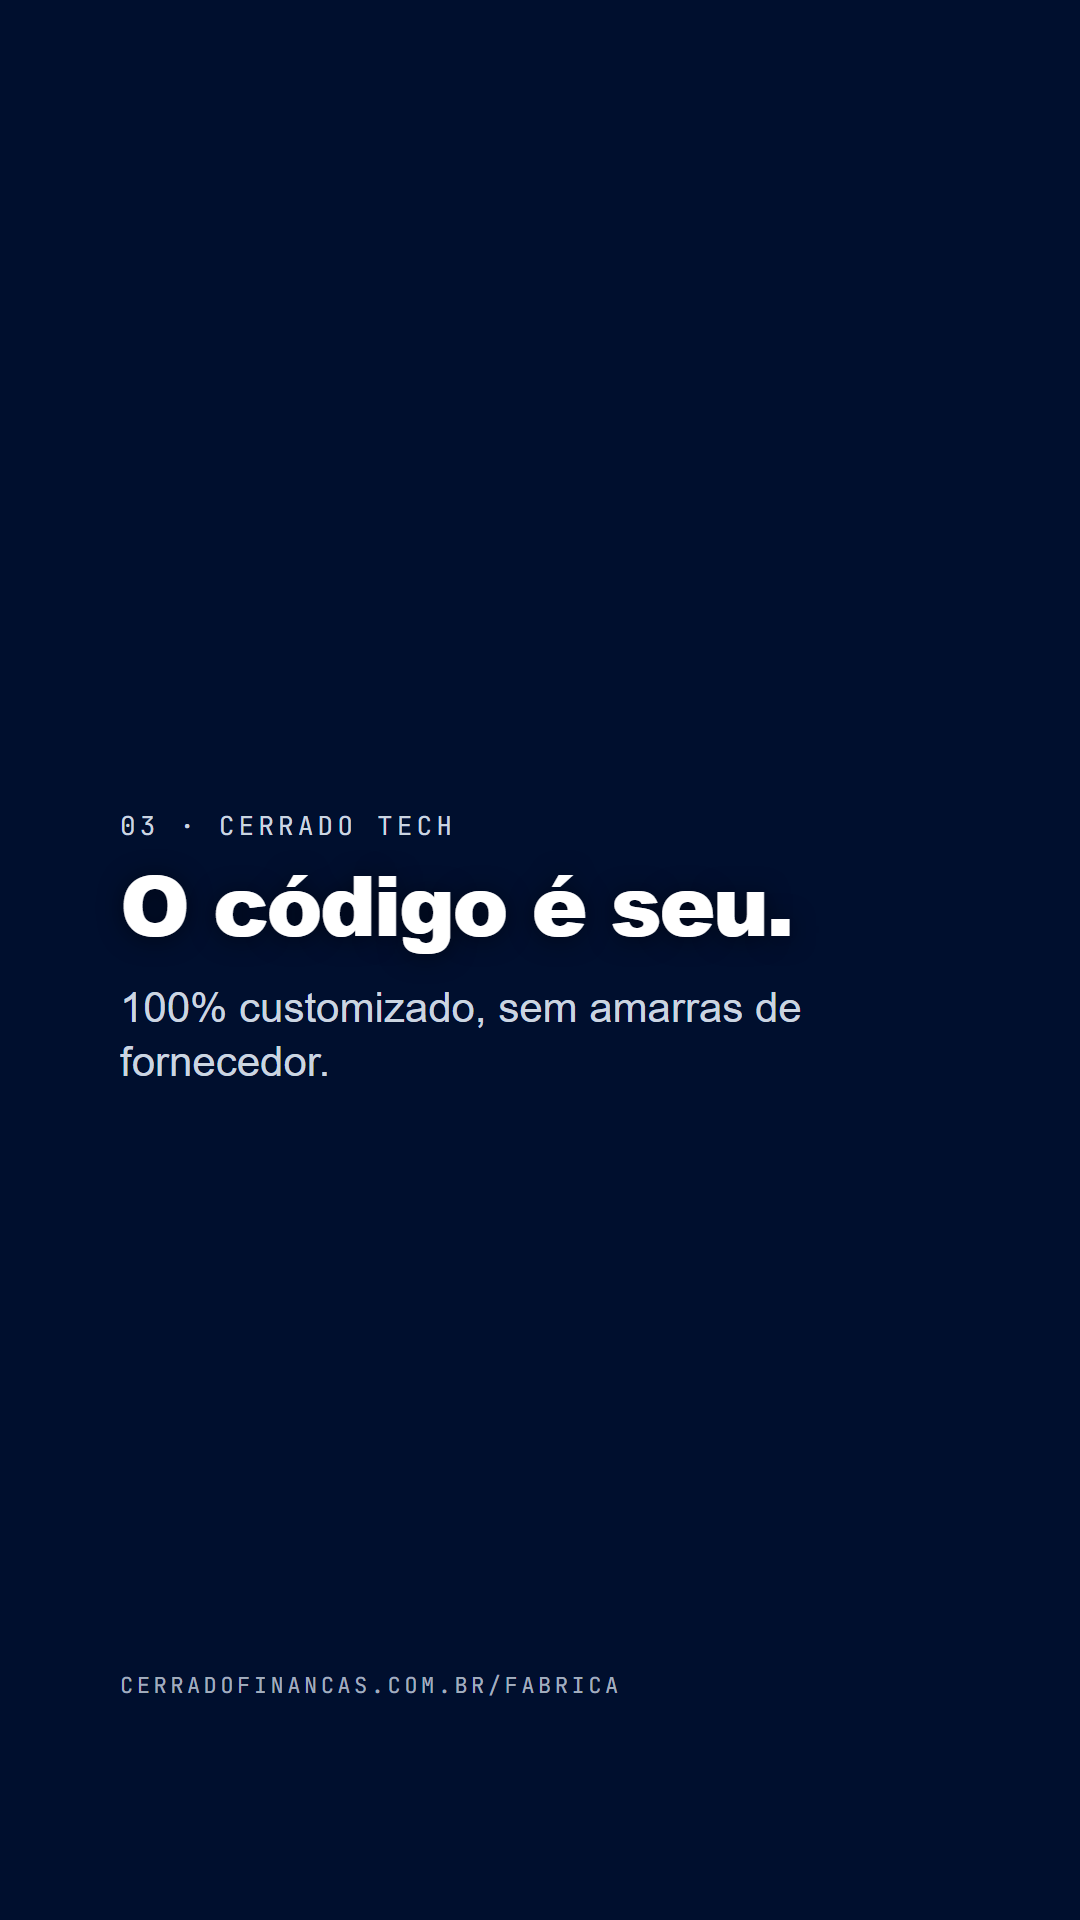 03 · CERRADO TECH
O código é seu.
100% customizado, sem amarras de
fornecedor.
CERRADOFINANCAS.COM.BR/FABRICA